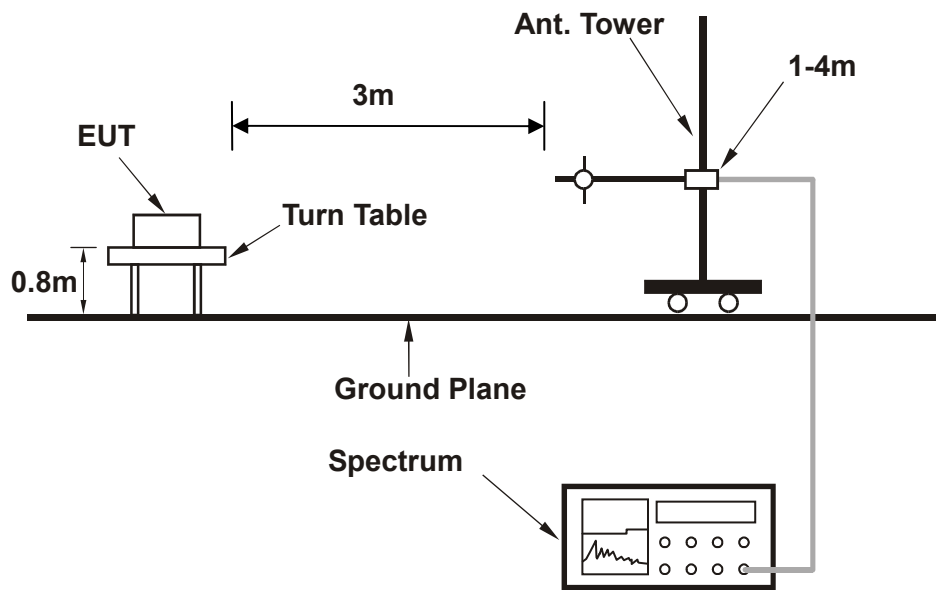 Ant. Tower
1-4m
3m
EUT
Turn Table
0.8m
Ground Plane
Spectrum